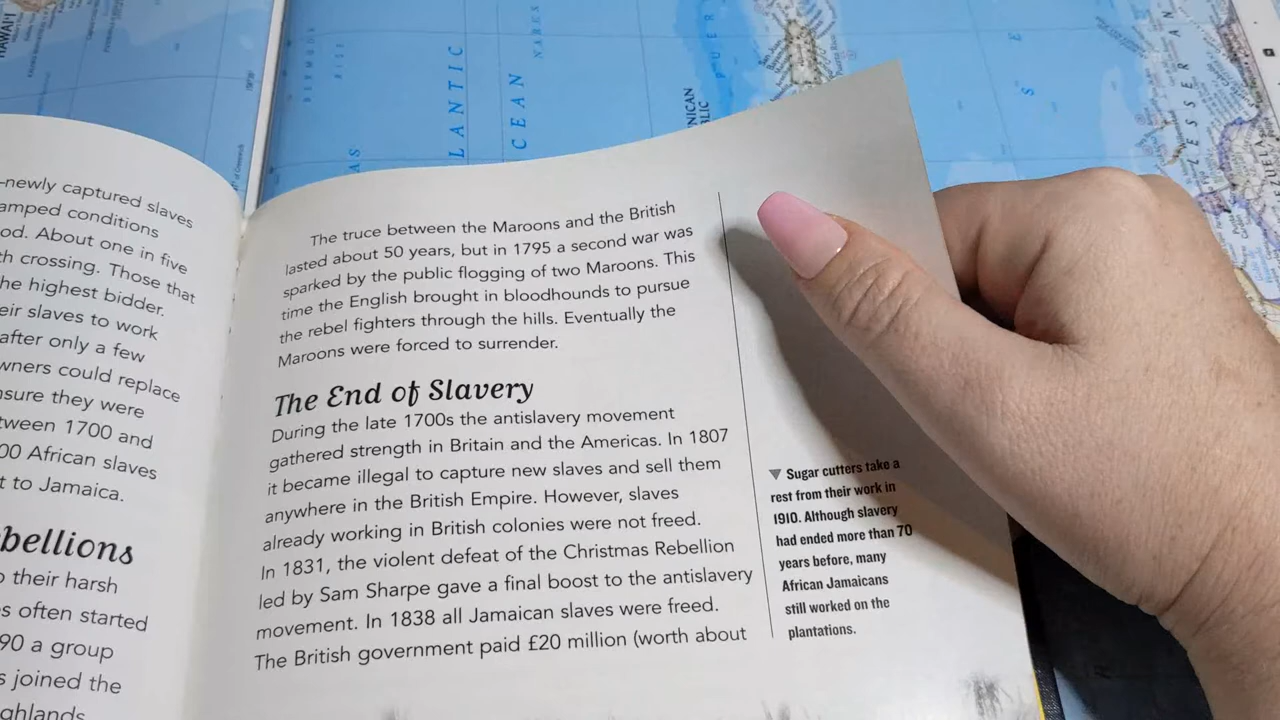 HAWAI'I
LANTIC
OCEAN
NARES
PUER
S
E
LESSER AN
-newly captured slaves
amped conditions
od. About one in five
h crossing. Those that
he highest bidder.
eir slaves to work
after only a few
wners could replace
nsure they were
tween 1700 and
00 African slaves
t to Jamaica.
bellions
o their harsh
s often started
90 a group
s joined the
ghlands
The truce between the Maroons and the British
lasted about 50 years, but in 1795 a second war was
sparked by the public flogging of two Maroons. This
time the English brought in bloodhounds to pursue
the rebel fighters through the hills. Eventually the
Maroons were forced to surrender.
The End of Slavery
During the late 1700s the antislavery movement
gathered strength in Britain and the Americas. In 1807
it became illegal to capture new slaves and sell them
anywhere in the British Empire. However, slaves
already working in British colonies were not freed.
In 1831, the violent defeat of the Christmas Rebellion
led by Sam Sharpe gave a final boost to the antislavery
movement. In 1838 all Jamaican slaves were freed.
The British government paid £20 million (worth about
Sugar cutters take a
rest from their work in
1910. Although slavery
had ended more than 70
years before, many
African Jamaicans
still worked on the
plantations.